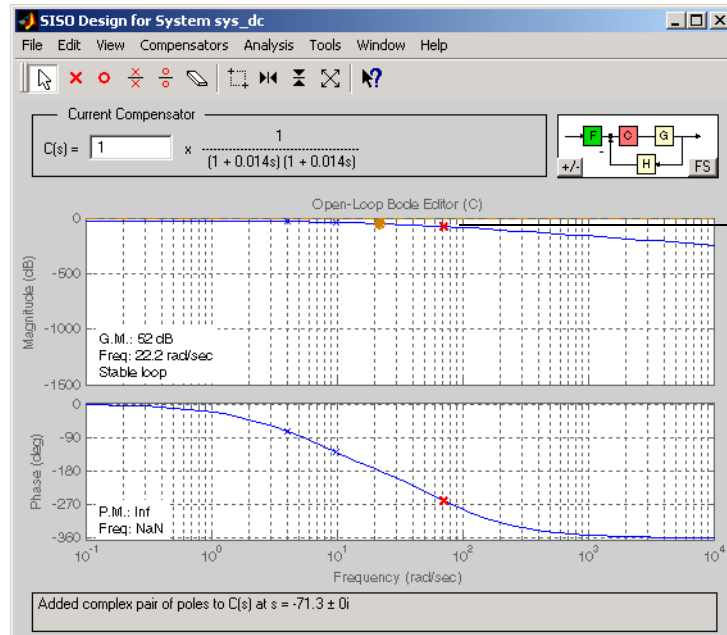 SISO Design for System sys_dc
File Edit View Compensators Analysis Tools Window Help
Current Compensator
C(s) = 1 x 1
(1 + 0.014s) (1 + 0.014s)
F C G
+/- H FS
Open-Loop Bode Editor (C)
0
-500
-1000
-1500
Magnitude (dB)
G.M.: 52 dB
Freq: 22.2 rad/sec
Stable loop
0
-90
-180
-270
-360
Phase (deg)
P.M.: Inf
Freq: NaN
10^-1 10^0 10^1 10^2 10^3 10^4
Frequency (rad/sec)
Added complex pair of poles to C(s) at s = -71.3 ± 0i